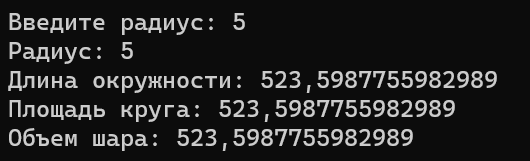 Введите радиус: 5
Радиус: 5
Длина окружности: 523,5987755982989
Площадь круга: 523,5987755982989
Объем шара: 523,5987755982989